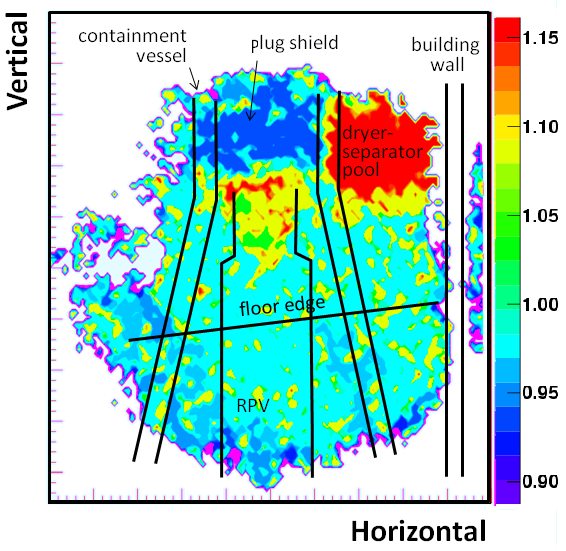 Vertical
containment
vessel
plug shield
building
wall
dryer-
separator
pool
floor edge
RPV
1.15
1.10
1.05
1.00
0.95
0.90
Horizontal